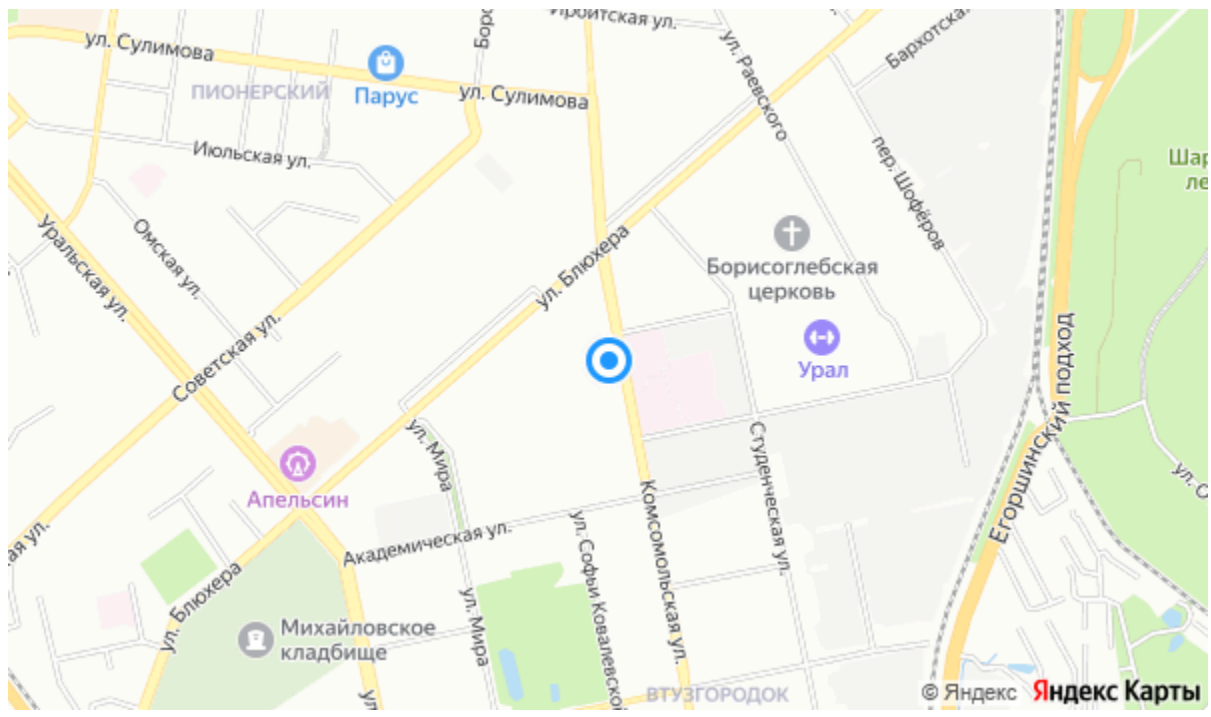 Ирбитская ул.
ул. Сулимова
Парус
ПИОНЕРСКИЙ
ул. Сулимова
ул. Раевского
Июльская ул.
пер. Шофёров
Уральская ул.
Омская ул.
ул. Блюхера
Борисоглебская
церковь
Советская ул.
Урал
Егоршинский подход
ул. Мира
Апельсин
Студенческая ул.
Комсомольская ул.
Академическая ул.
ул. Софьи Ковалевской
ул. Блюхера
ул. Мира
Михайловское
кладбище
ВТУЗГОРОДОК
© Яндекс Яндекс Карты